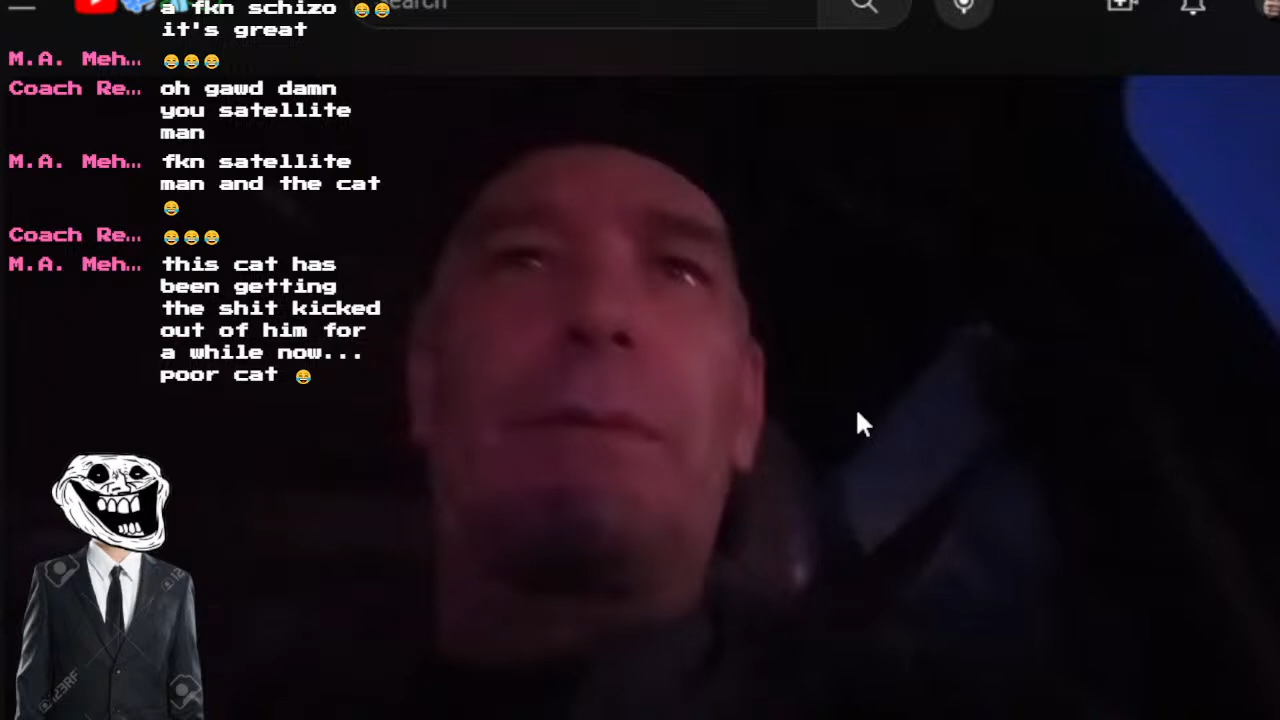 earch
a fkn schizo 😂😂
it's great
M.A. Meh… 😂😂😂
Coach Re… oh gawd damn
you satellite
man
M.A. Meh… fkn satellite
man and the cat
😂
Coach Re… 😂😂😂
M.A. Meh… this cat has
been getting
the shit kicked
out of him for
a while now...
poor cat 😂
123RF